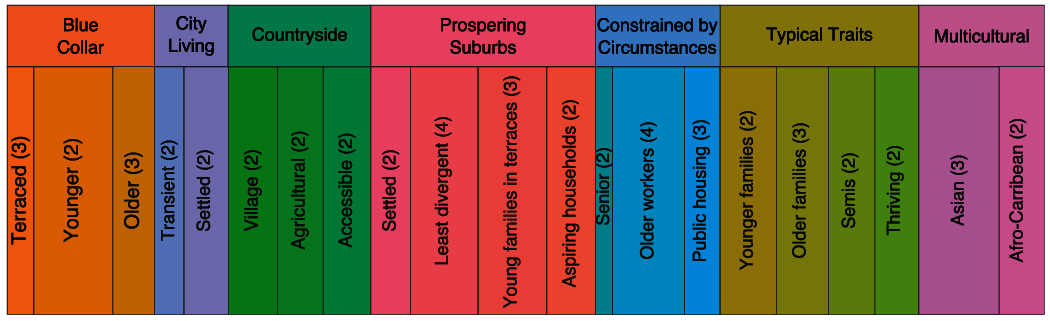 Blue
Collar
City
Living
Countryside
Prospering
Suburbs
Constrained by
Circumstances
Typical Traits
Multicultural
Terraced (3)
Younger (2)
Older (3)
Transient (2)
Settled (2)
Village (2)
Agricultural (2)
Accessible (2)
Settled (2)
Least divergent (4)
Young families in terraces (3)
Aspiring households (2)
Senior (2)
Older workers (4)
Public housing (3)
Younger families (2)
Older families (3)
Semis (2)
Thriving (2)
Asian (3)
Afro-Carribean (2)